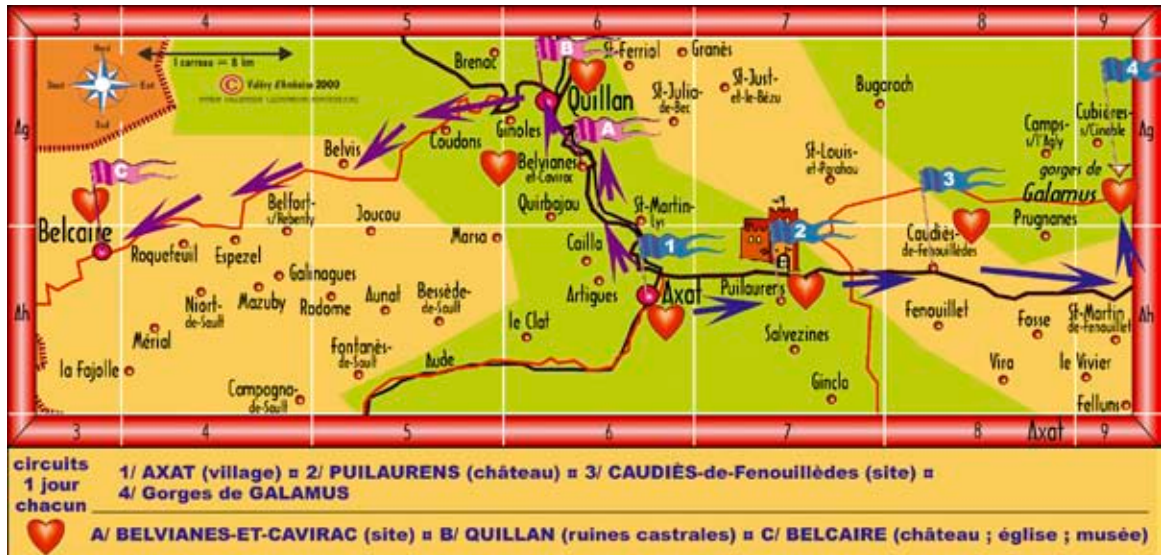 3 4 5 6 7 8 9
Nord
Est
Sud
1 carreau = 8 km
© Valéry d'Amboise 2000
Ag
Ah
Ag
Ah
Brenac
B
St-Ferriol
Granès
Quillan
St-Julia-
de-Bec
St-Just-
et-le-Bézu
Bugarach
4
Cubières-
s/Cinoble
Camps-
s/l'Agly
gorges de
Galamus
Prugnanes
3
Caudiès-
de-Fenouillèdes
St-Louis-
et-Parahou
Coudons
Ginoles
A
Belvianes-
et-Cavirac
Belvis
C
Belcaire
Roquefeuil
Espezel
Belfort-
s/Rebenty
Joucou
Marsa
Quirbajou
St-Martin-
Lys
Cailla
1
2
Artigues
Axat
Puilaurens
Salvezines
Gincla
Fenouillet
Fosse
St-Martin
de-Fenouillet
Vira
le Vivier
Felluns
Galinagues
Niort-
de-Sault
Mazuby
Rodome
Aunat
Bessède-
de-Sault
le Clat
Mérial
la Fajolle
Fontanès-
de-Sault
Campagna-
de-Sault
Aude
3 4 5 6 7 8 Axat 9
circuits
1 jour
chacun
1/ AXAT (village) ¤ 2/ PUILAURENS (château) ¤ 3/ CAUDIÈS-de-Fenouillèdes (site) ¤
4/ Gorges de GALAMUS
A/ BELVIANES-ET-CAVIRAC (site) ¤ B/ QUILLAN (ruines castrales) ¤ C/ BELCAIRE (château ; église ; musée)